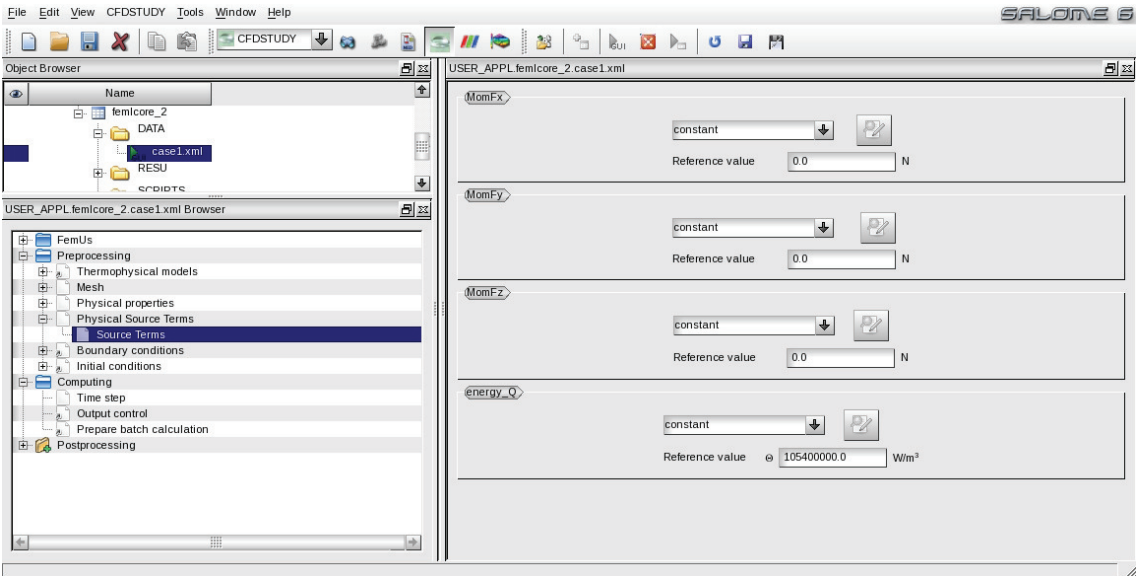 File Edit View CFDSTUDY Tools Window Help
SALOME 6
CFDSTUDY
GUI
Object Browser
Name
femlcore_2
DATA
case1.xml
RESU
SCRIPTS
USER_APPL.femlcore_2.case1.xml Browser
FemUs
Preprocessing
Thermophysical models
Mesh
Physical properties
Physical Source Terms
Source Terms
Boundary conditions
Initial conditions
Computing
Time step
Output control
Prepare batch calculation
Postprocessing
USER_APPL.femlcore_2.case1.xml
MomFx
constant
Reference value 0.0 N
MomFy
constant
Reference value 0.0 N
MomFz
constant
Reference value 0.0 N
energy_Q
constant
Reference value Θ 105400000.0 W/m³